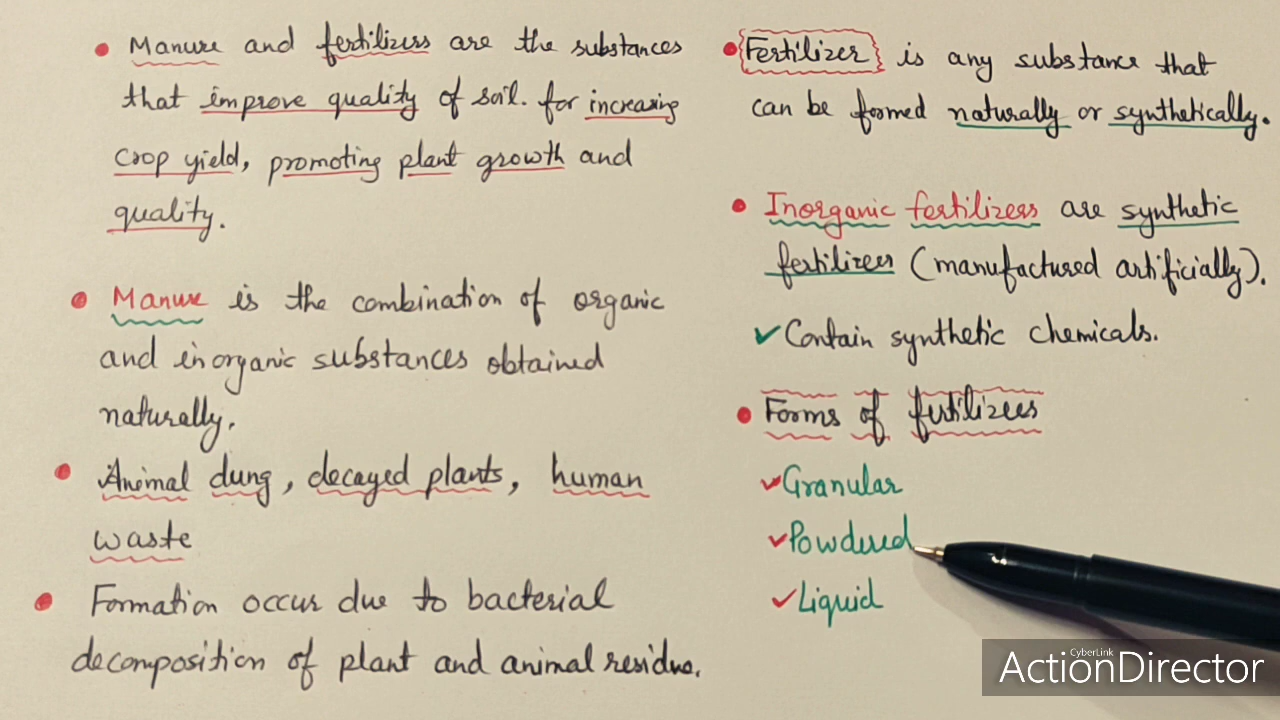 Manure and fertilizers are the substances
that improve quality of soil. for increasing
crop yield, promoting plant growth and
quality.
Manure is the combination of organic
and inorganic substances obtained
naturally.
Animal dung, decayed plants, human
waste
Formation occur due to bacterial
decomposition of plant and animal residue.
Fertilizer is any substance that
can be formed naturally or synthetically.
Inorganic fertilizers are synthetic
fertilizers (manufactured artificially).
✓ Contain synthetic chemicals.
Forms of fertilizers
✓ Granular
✓ Powdered
✓ Liquid
CyberLink
ActionDirector